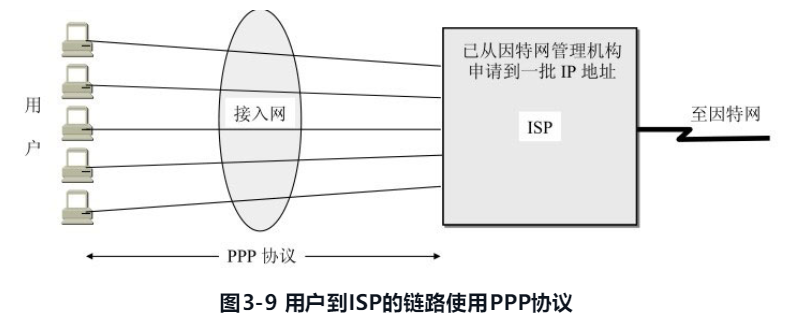 已从因特网管理机构
申请到一批 IP 地址
用
户
接入网
ISP
至因特网
PPP 协议
图3-9 用户到ISP的链路使用PPP协议